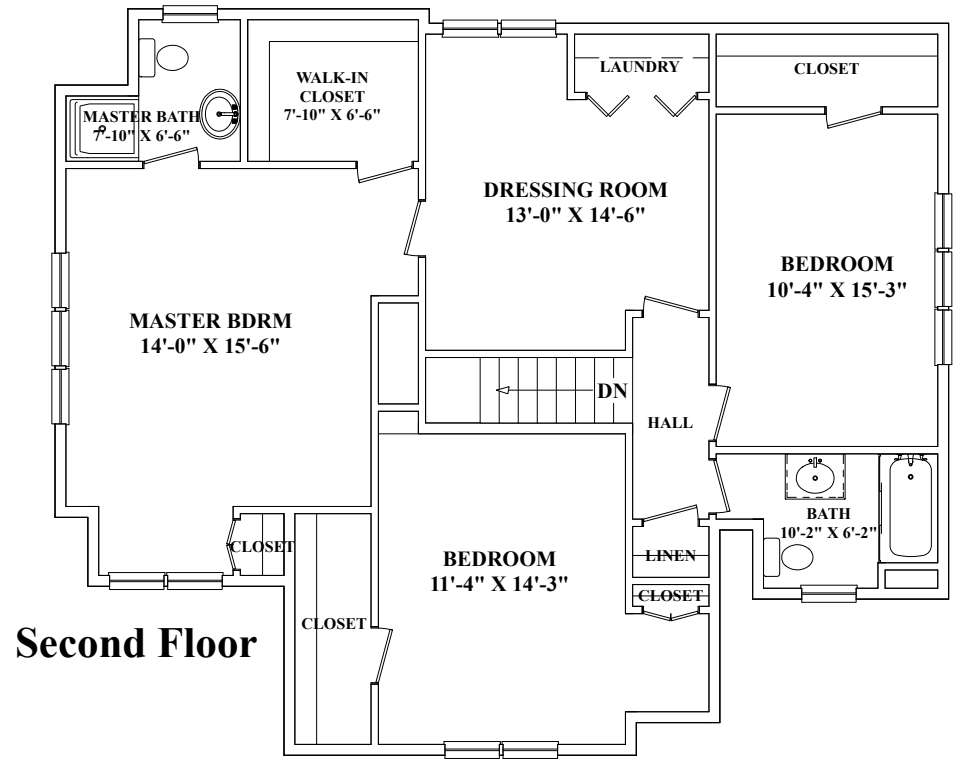 WALK-IN
CLOSET
7'-10" X 6'-6"
MASTER BATH
7'-10" X 6'-6"
LAUNDRY
CLOSET
DRESSING ROOM
13'-0" X 14'-6"
BEDROOM
10'-4" X 15'-3"
MASTER BDRM
14'-0" X 15'-6"
DN
HALL
BATH
10'-2" X 6'-2"
CLOSET
BEDROOM
11'-4" X 14'-3"
LINEN
CLOSET
CLOSET
Second Floor